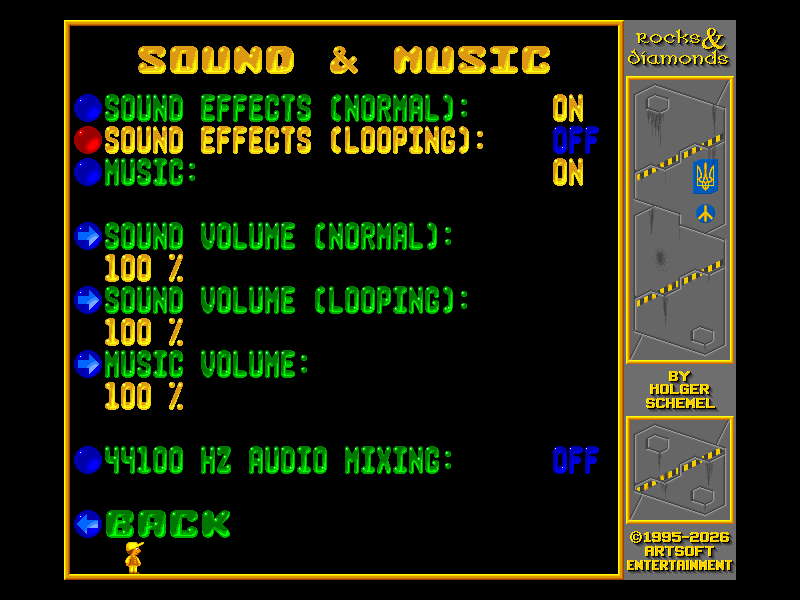 SOUND & MUSIC
SOUND EFFECTS (NORMAL): ON
SOUND EFFECTS (LOOPING): OFF
MUSIC: ON
SOUND VOLUME (NORMAL):
100 %
SOUND VOLUME (LOOPING):
100 %
MUSIC VOLUME:
100 %
44100 HZ AUDIO MIXING: OFF
BACK
rocks&
diamonds
BY
HOLGER
SCHEMEL
©1995-2026
ARTSOFT
ENTERTAINMENT